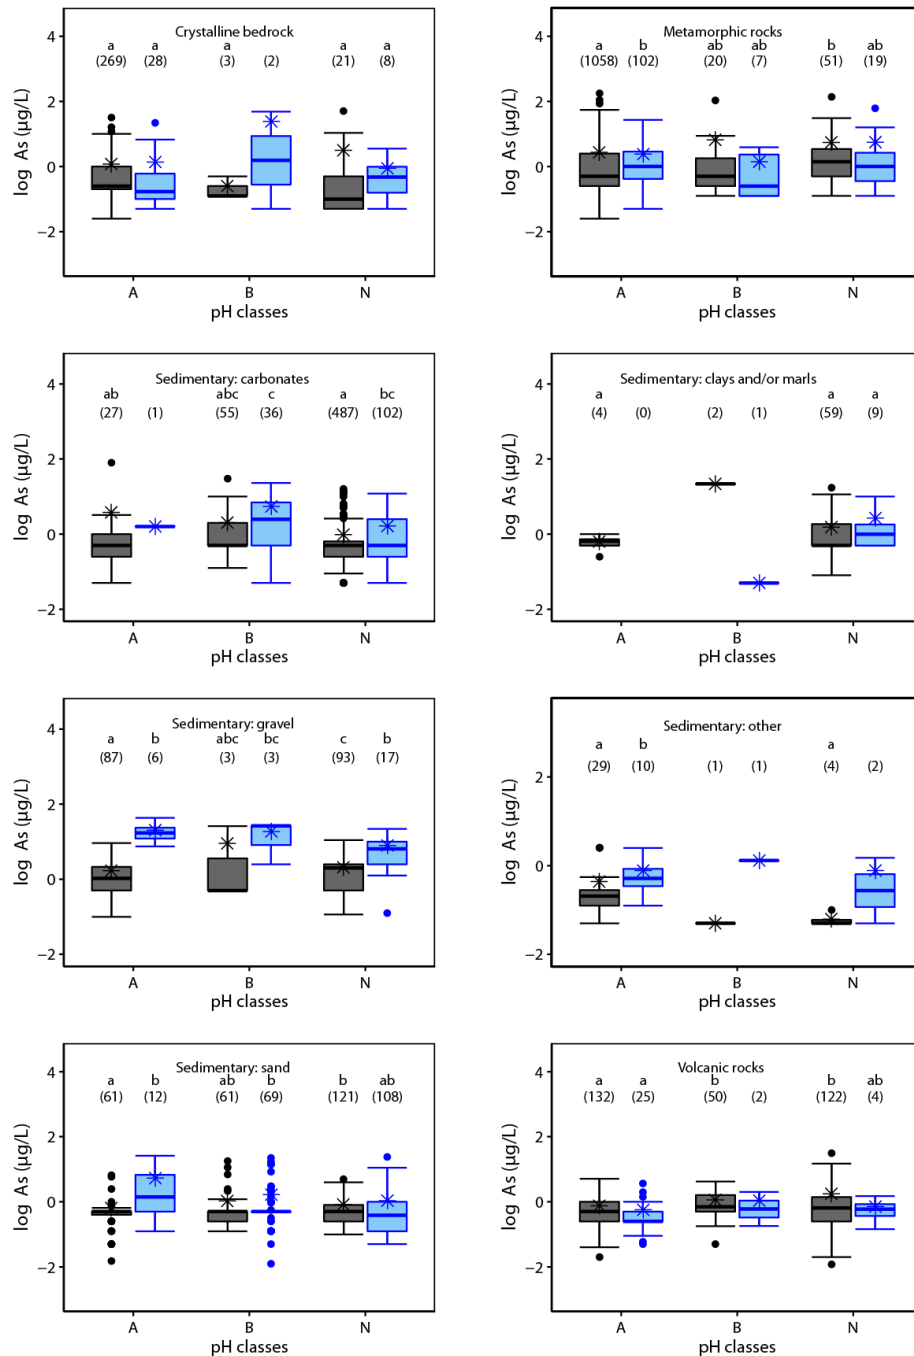 Crystalline bedrock
a a a a a
(269) (28) (3) (2) (21) (8)
4
2
0
−2
log As (µg/L)
A B N
pH classes
Metamorphic rocks
a b ab ab b ab
(1058) (102) (20) (7) (51) (19)
4
2
0
−2
log As (µg/L)
A B N
pH classes
Sedimentary: carbonates
ab abc c a bc
(27) (1) (55) (36) (487) (102)
4
2
0
−2
log As (µg/L)
A B N
pH classes
Sedimentary: clays and/or marls
a a a
(4) (0) (2) (1) (59) (9)
4
2
0
−2
log As (µg/L)
A B N
pH classes
Sedimentary: gravel
a b abc bc c b
(87) (6) (3) (3) (93) (17)
4
2
0
−2
log As (µg/L)
A B N
pH classes
Sedimentary: other
a b a
(29) (10) (1) (1) (4) (2)
2
0
−2
log As (µg/L)
A B N
pH classes
Sedimentary: sand
a b ab b b ab
(61) (12) (61) (69) (121) (108)
4
2
0
−2
log As (µg/L)
A B N
pH classes
Volcanic rocks
a a b b ab
(132) (25) (50) (2) (122) (4)
4
2
0
−2
log As (µg/L)
A B N
pH classes